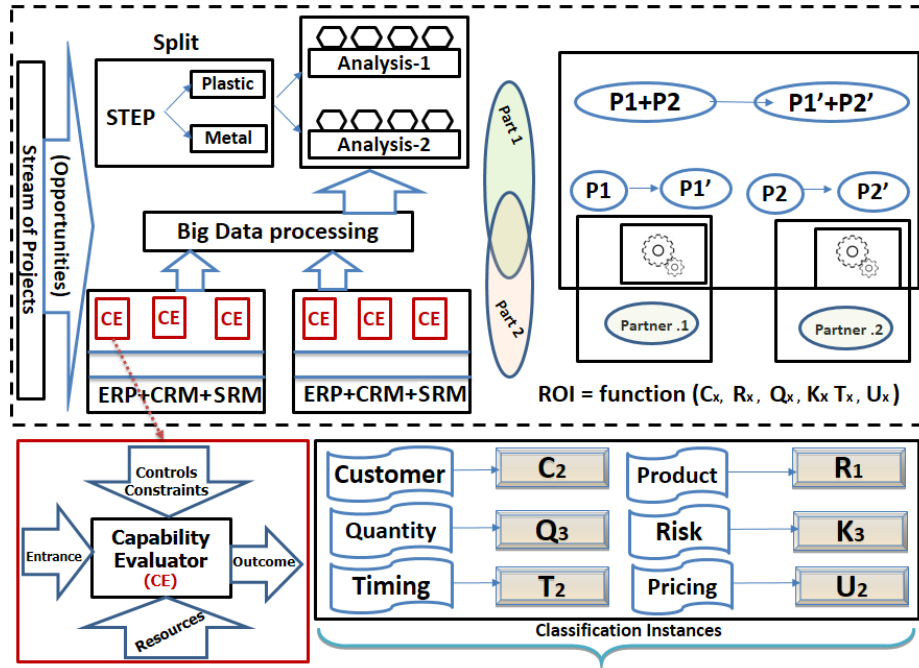 Stream of Projects
(Opportunities)
Split
STEP
Plastic
Metal
Analysis-1
Analysis-2
Big Data processing
CE
CE
CE
CE
CE
CE
ERP+CRM+SRM
ERP+CRM+SRM
Part 1
Part 2
P1+P2
P1'+P2'
P1
P1'
P2
P2'
Partner .1
Partner .2
ROI = function (Cx, Rx, Qx, Kx Tx, Ux )
Controls
Constraints
Entrance
Capability
Evaluator
(CE)
Outcome
Resources
Customer
C2
Product
R1
Quantity
Q3
Risk
K3
Timing
T2
Pricing
U2
Classification Instances